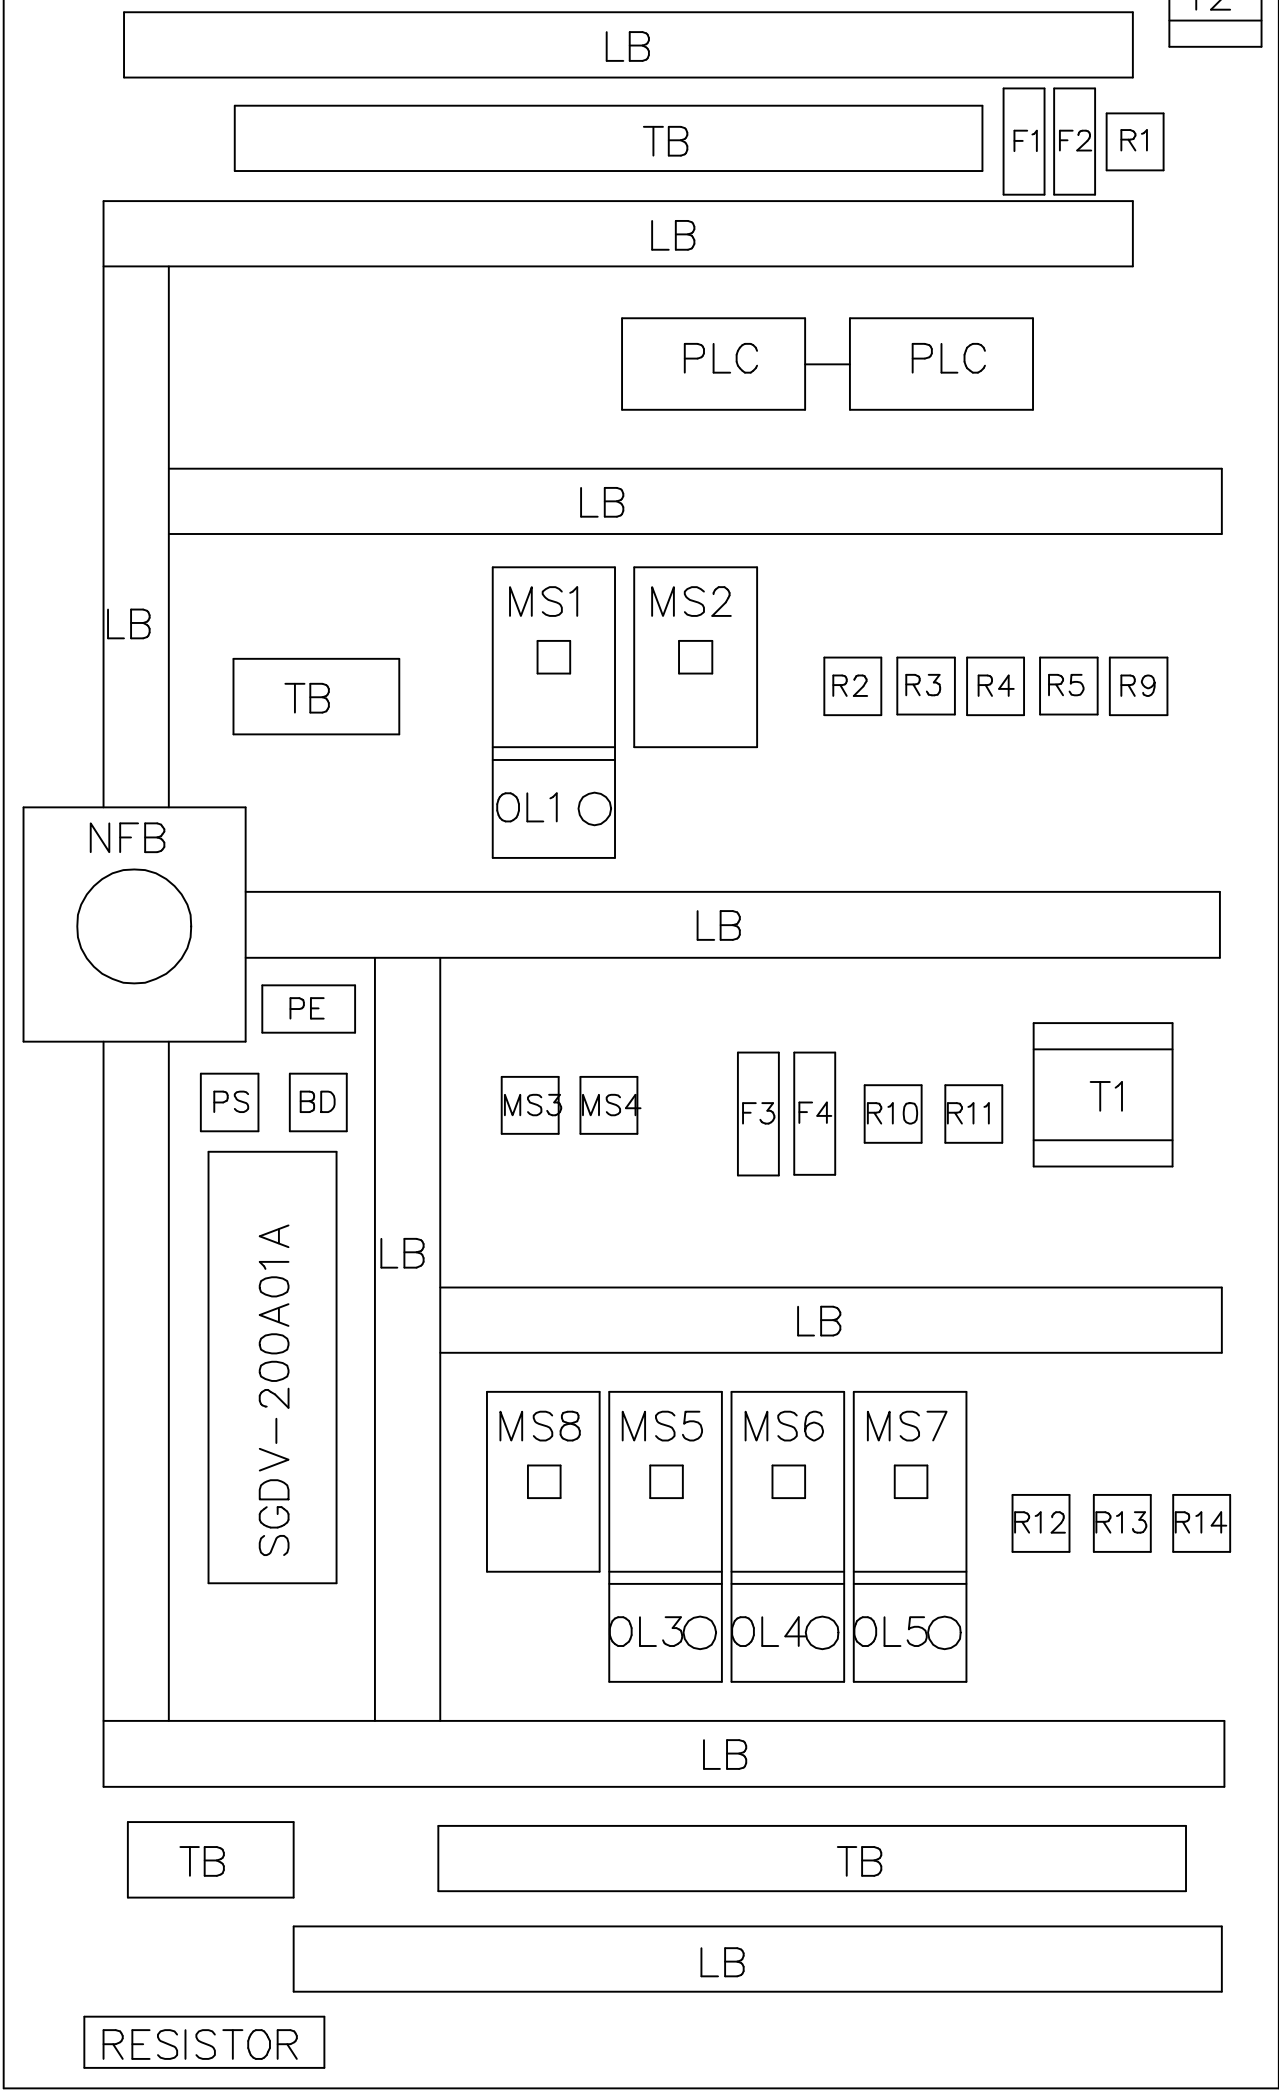 T2
LB
TB
F1
F2
R1
LB
PLC
PLC
LB
MS1
MS2
LB
TB
R2
R3
R4
R5
R9
OL1
NFB
LB
PE
PS
BD
MS3
MS4
F3
F4
R10
R11
T1
SGDV-200A01A
LB
LB
MS8
MS5
MS6
MS7
R12
R13
R14
OL3
OL4
OL5
LB
TB
TB
LB
RESISTOR